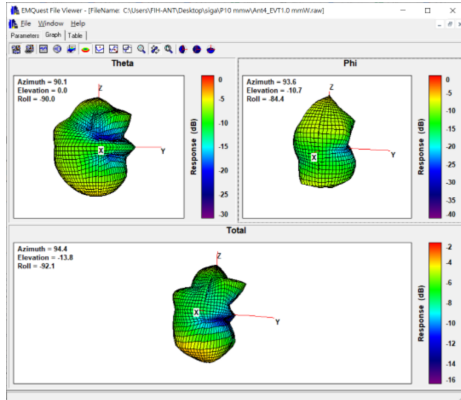 EMQuest File Viewer - [FileName: C:\Users\FIH-ANT\Desktop\siga\P10 mmw\Ant4_EVT1.0 mmW.raw]
File Window Help
Parameters Graph Table
Theta
Azimuth = 90.1
Elevation = 0.0
Roll = -90.0
Z
X
Y
Response (dB)
0
-5
-10
-15
-20
-25
-30
Phi
Azimuth = 93.6
Elevation = -10.7
Roll = -84.4
Z
X
Y
Response (dB)
0
-5
-10
-15
-20
-25
-30
-35
-40
Total
Azimuth = 94.4
Elevation = -13.8
Roll = -92.1
Z
X
Y
Response (dB)
-2
-4
-6
-8
-10
-12
-14
-16